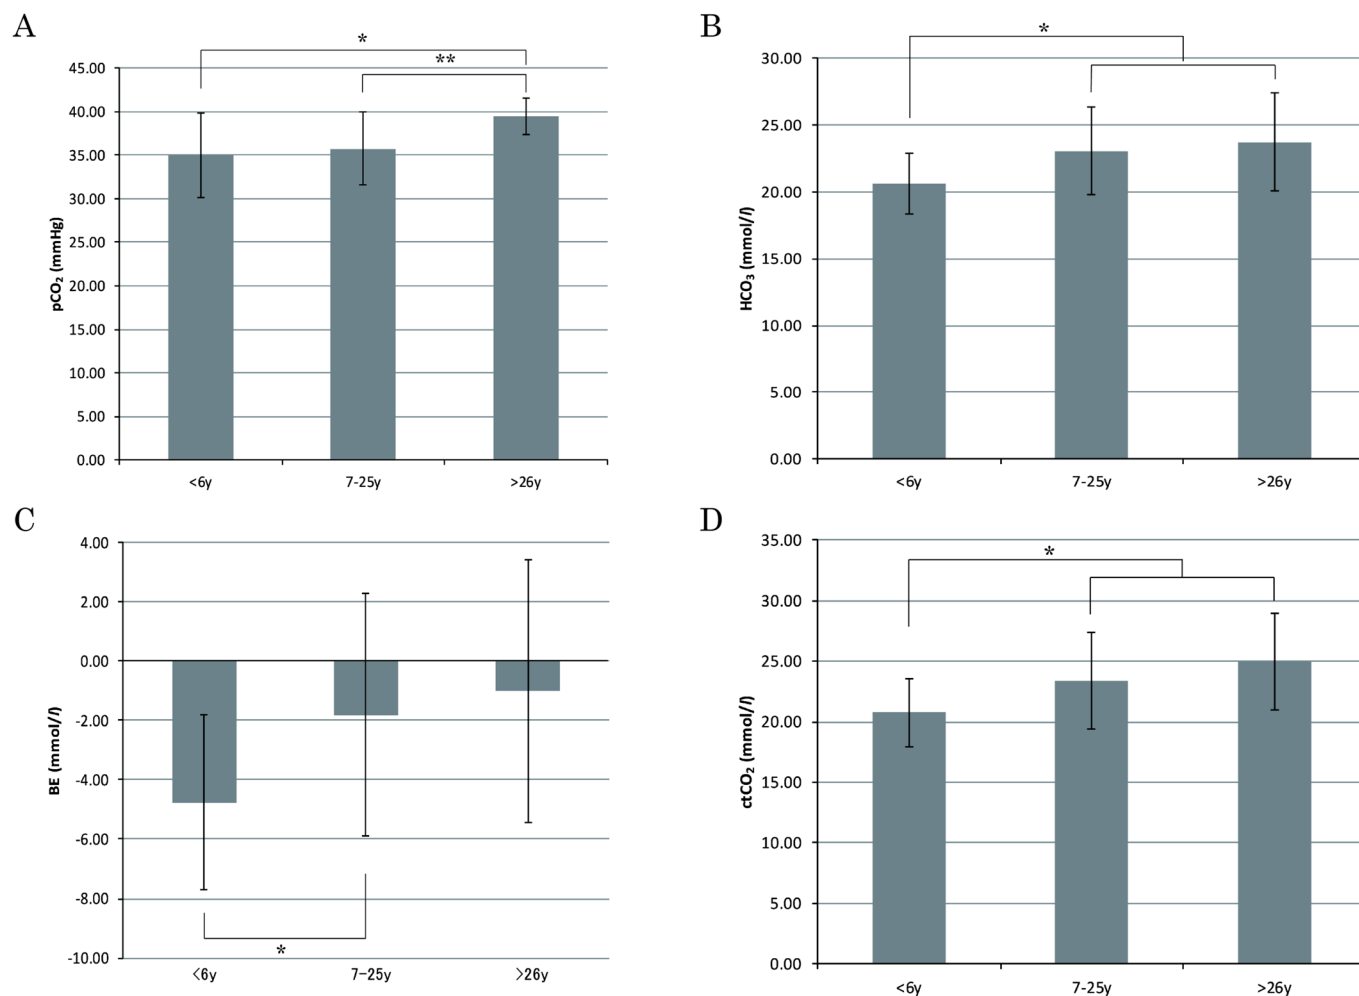 A
*
**
45.00
40.00
35.00
30.00
25.00
20.00
15.00
10.00
5.00
0.00
pCO₂ (mmHg)
<6y
7-25y
>26y
B
*
30.00
25.00
20.00
15.00
10.00
5.00
0.00
HCO₃ (mmol/l)
<6y
7-25y
>26y
C
4.00
2.00
0.00
-2.00
-4.00
-6.00
-8.00
-10.00
BE (mmol/l)
*
<6y
7-25y
>26y
D
*
35.00
30.00
25.00
20.00
15.00
10.00
5.00
0.00
ctCO₂ (mmol/l)
<6y
7-25y
>26y